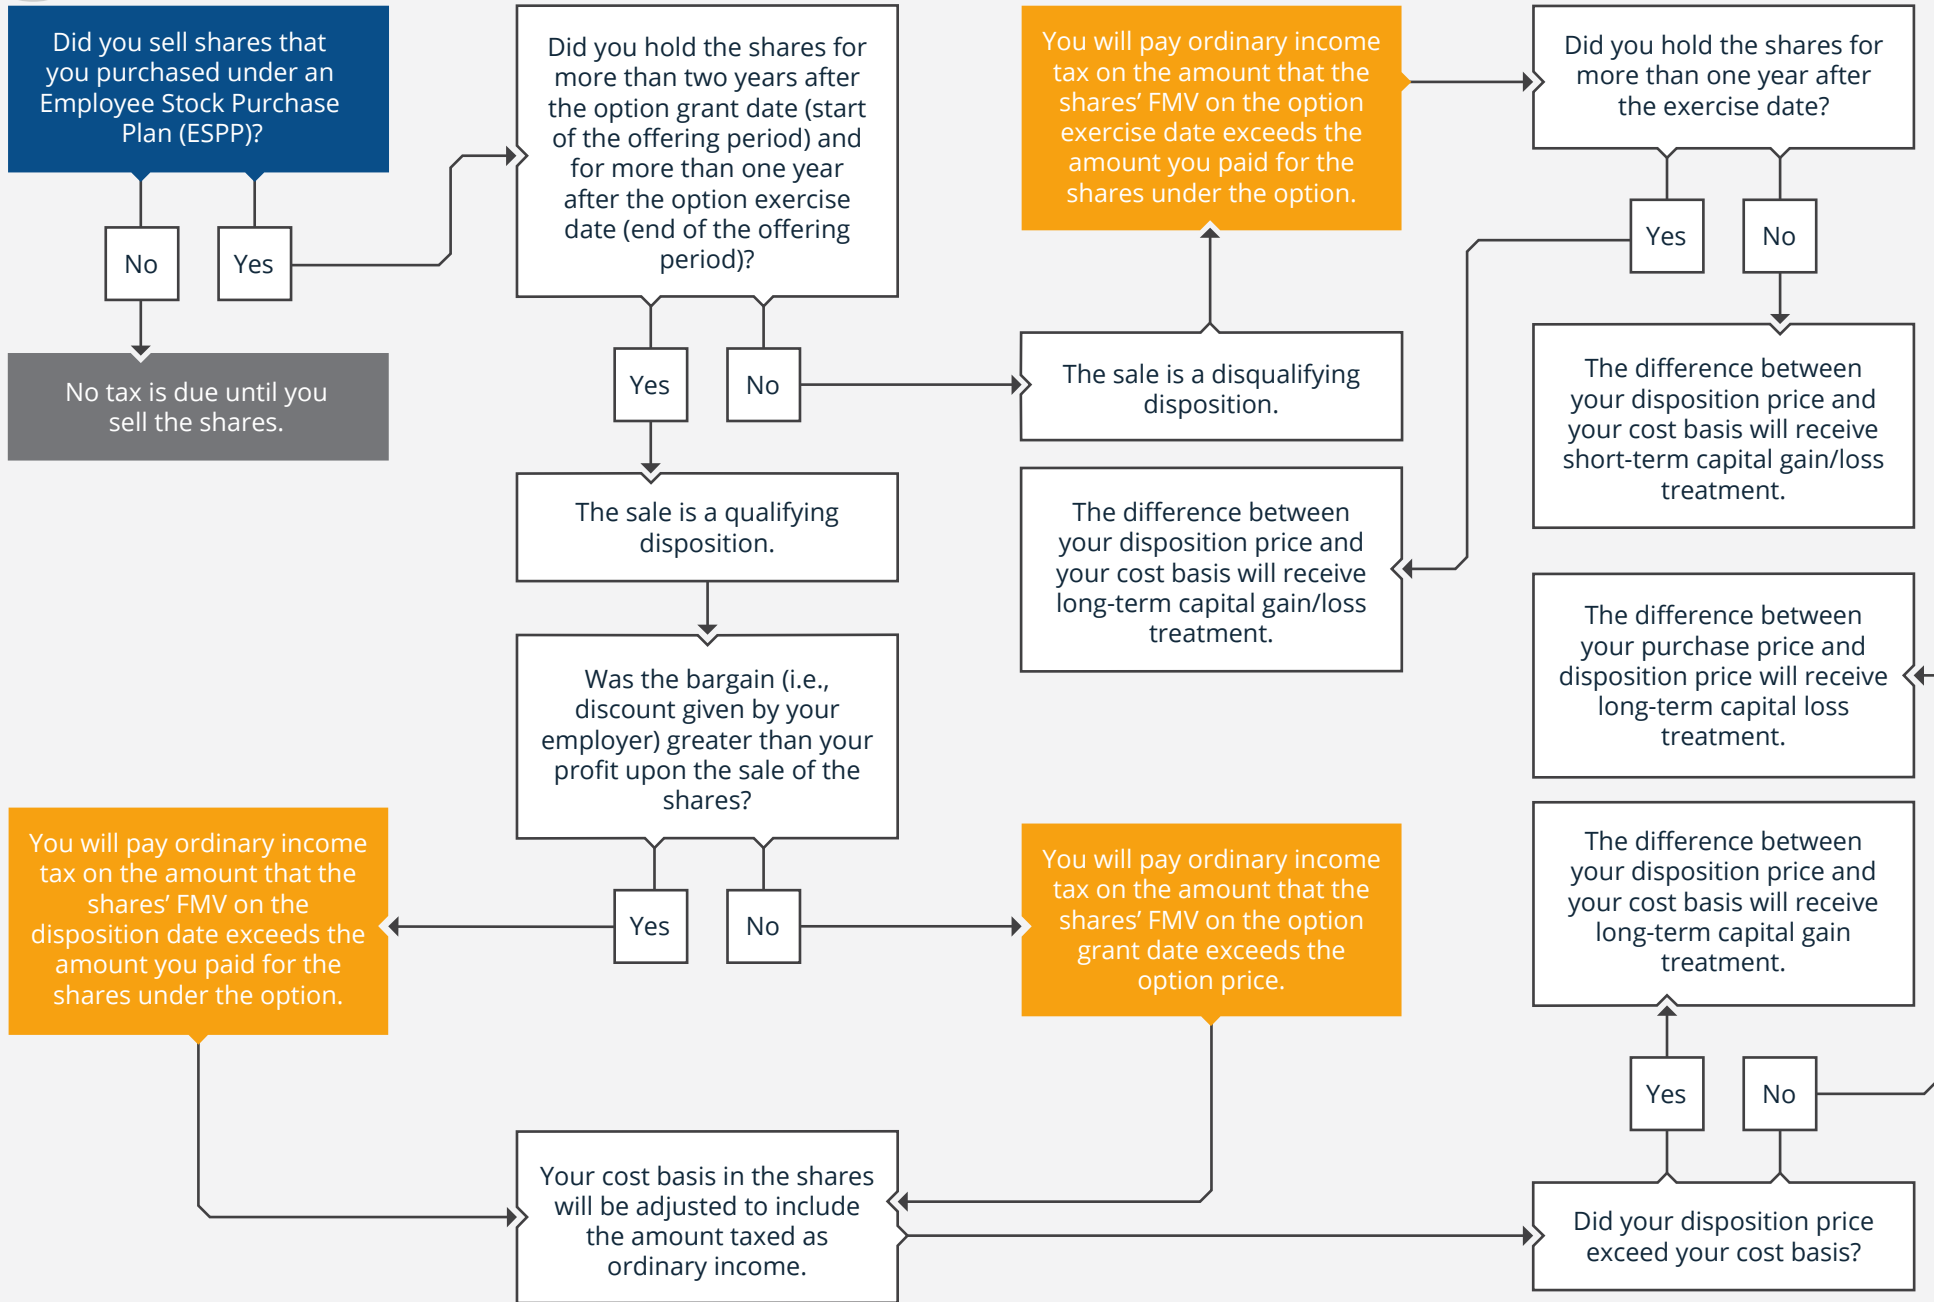 Did you sell shares that
you purchased under an
Employee Stock Purchase
Plan (ESPP)?
No
Yes
No tax is due until you
sell the shares.
Did you hold the shares for
more than two years after
the option grant date (start
of the offering period) and
for more than one year
after the option exercise
date (end of the offering
period)?
Yes
No
The sale is a disqualifying
disposition.
You will pay ordinary income
tax on the amount that the
shares’ FMV on the option
exercise date exceeds the
amount you paid for the
shares under the option.
Did you hold the shares for
more than one year after
the exercise date?
Yes
No
The difference between
your disposition price and
your cost basis will receive
short-term capital gain/loss
treatment.
The difference between
your disposition price and
your cost basis will receive
long-term capital gain/loss
treatment.
The sale is a qualifying
disposition.
Was the bargain (i.e.,
discount given by your
employer) greater than your
profit upon the sale of the
shares?
Yes
No
You will pay ordinary income
tax on the amount that the
shares’ FMV on the
disposition date exceeds the
amount you paid for the
shares under the option.
You will pay ordinary income
tax on the amount that the
shares’ FMV on the option
grant date exceeds the
option price.
Your cost basis in the shares
will be adjusted to include
the amount taxed as
ordinary income.
Did your disposition price
exceed your cost basis?
Yes
No
The difference between
your disposition price and
your cost basis will receive
long-term capital gain
treatment.
The difference between
your purchase price and
disposition price will receive
long-term capital loss
treatment.